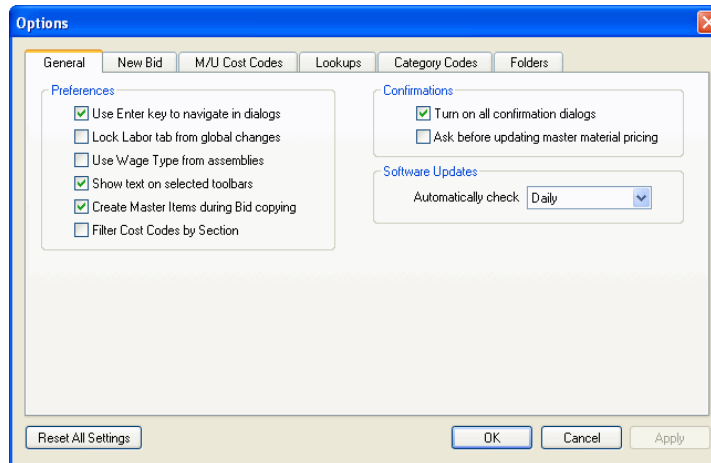 Options
General New Bid M/U Cost Codes Lookups Category Codes Folders
Preferences
Use Enter key to navigate in dialogs
Lock Labor tab from global changes
Use Wage Type from assemblies
Show text on selected toolbars
Create Master Items during Bid copying
Filter Cost Codes by Section
Confirmations
Turn on all confirmation dialogs
Ask before updating master material pricing
Software Updates
Automatically check Daily
Reset All Settings OK Cancel Apply